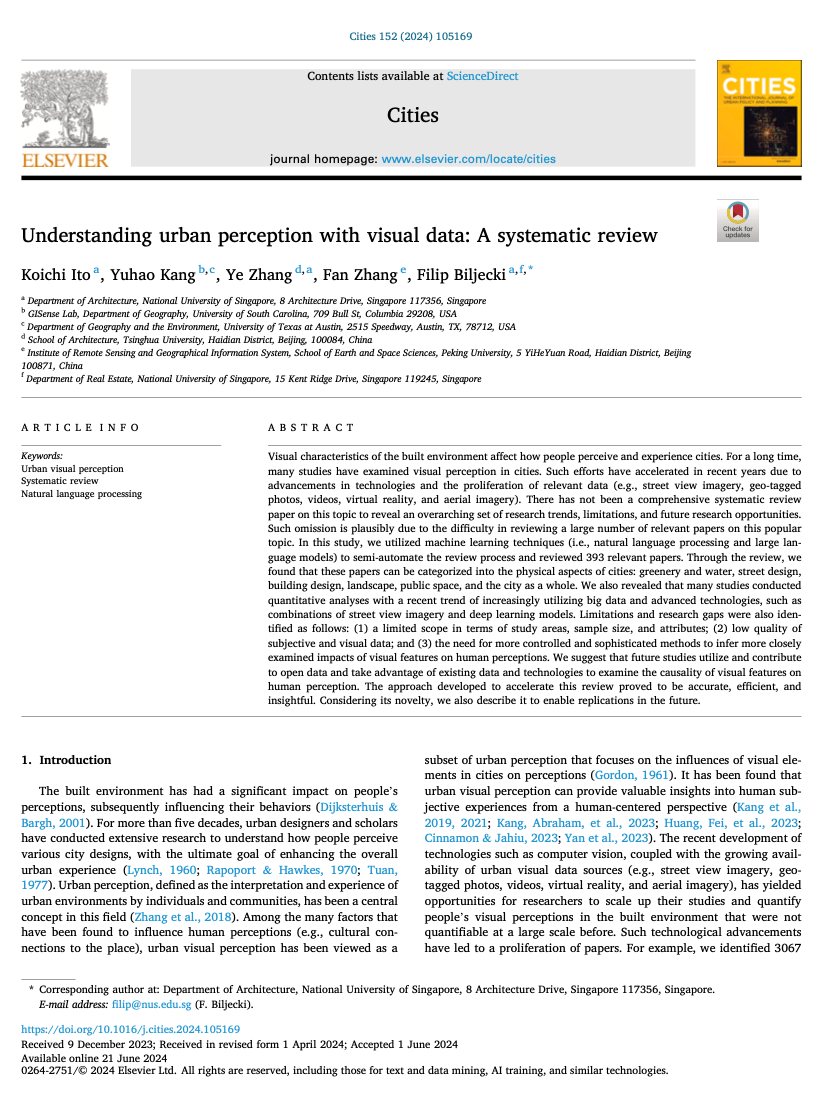 Cities 152 (2024) 105169
Contents lists available at ScienceDirect
Cities
journal homepage: www.elsevier.com/locate/cities
ELSEVIER
CITIES
Check for
updates
Understanding urban perception with visual data: A systematic review
Koichi Ito a, Yuhao Kang b,c, Ye Zhang d,a, Fan Zhang e, Filip Biljecki a,f,*
a Department of Architecture, National University of Singapore, 8 Architecture Drive, Singapore 117356, Singapore
b GISense Lab, Department of Geography, University of South Carolina, 709 Bull St, Columbia 29208, USA
c Department of Geography and the Environment, University of Texas at Austin, 2515 Speedway, Austin, TX, 78712, USA
d School of Architecture, Tsinghua University, Haidian District, Beijing, 100084, China
e Institute of Remote Sensing and Geographical Information System, School of Earth and Space Sciences, Peking University, 5 YiHeYuan Road, Haidian District, Beijing
100871, China
f Department of Real Estate, National University of Singapore, 15 Kent Ridge Drive, Singapore 119245, Singapore
ARTICLE INFO
Keywords:
Urban visual perception
Systematic review
Natural language processing
ABSTRACT
Visual characteristics of the built environment affect how people perceive and experience cities. For a long time,
many studies have examined visual perception in cities. Such efforts have accelerated in recent years due to
advancements in technologies and the proliferation of relevant data (e.g., street view imagery, geo-tagged
photos, videos, virtual reality, and aerial imagery). There has not been a comprehensive systematic review
paper on this topic to reveal an overarching set of research trends, limitations, and future research opportunities.
Such omission is plausibly due to the difficulty in reviewing a large number of relevant papers on this popular
topic. In this study, we utilized machine learning techniques (i.e., natural language processing and large lan-
guage models) to semi-automate the review process and reviewed 393 relevant papers. Through the review, we
found that these papers can be categorized into the physical aspects of cities: greenery and water, street design,
building design, landscape, public space, and the city as a whole. We also revealed that many studies conducted
quantitative analyses with a recent trend of increasingly utilizing big data and advanced technologies, such as
combinations of street view imagery and deep learning models. Limitations and research gaps were also iden-
tified as follows: (1) a limited scope in terms of study areas, sample size, and attributes; (2) low quality of
subjective and visual data; and (3) the need for more controlled and sophisticated methods to infer more closely
examined impacts of visual features on human perceptions. We suggest that future studies utilize and contribute
to open data and take advantage of existing data and technologies to examine the causality of visual features on
human perception. The approach developed to accelerate this review proved to be accurate, efficient, and
insightful. Considering its novelty, we also describe it to enable replications in the future.
1. Introduction
The built environment has had a significant impact on people's
perceptions, subsequently influencing their behaviors (Dijksterhuis &
Bargh, 2001). For more than five decades, urban designers and scholars
have conducted extensive research to understand how people perceive
various city designs, with the ultimate goal of enhancing the overall
urban experience (Lynch, 1960; Rapoport & Hawkes, 1970; Tuan,
1977). Urban perception, defined as the interpretation and experience of
urban environments by individuals and communities, has been a central
concept in this field (Zhang et al., 2018). Among the many factors that
have been found to influence human perceptions (e.g., cultural con-
nections to the place), urban visual perception has been viewed as a
subset of urban perception that focuses on the influences of visual ele-
ments in cities on perceptions (Gordon, 1961). It has been found that
urban visual perception can provide valuable insights into human sub-
jective experiences from a human-centered perspective (Kang et al.,
2019, 2021; Kang, Abraham, et al., 2023; Huang, Fei, et al., 2023;
Cinnamon & Jahiu, 2023; Yan et al., 2023). The recent development of
technologies such as computer vision, coupled with the growing avail-
ability of urban visual data sources (e.g., street view imagery, geo-
tagged photos, videos, virtual reality, and aerial imagery), has yielded
opportunities for researchers to scale up their studies and quantify
people's visual perceptions in the built environment that were not
quantifiable at a large scale before. Such technological advancements
have led to a proliferation of papers. For example, we identified 3067
* Corresponding author at: Department of Architecture, National University of Singapore, 8 Architecture Drive, Singapore 117356, Singapore.
E-mail address: filip@nus.edu.sg (F. Biljecki).
https://doi.org/10.1016/j.cities.2024.105169
Received 9 December 2023; Received in revised form 1 April 2024; Accepted 1 June 2024
Available online 21 June 2024
0264-2751/© 2024 Elsevier Ltd. All rights are reserved, including those for text and data mining, AI training, and similar technologies.